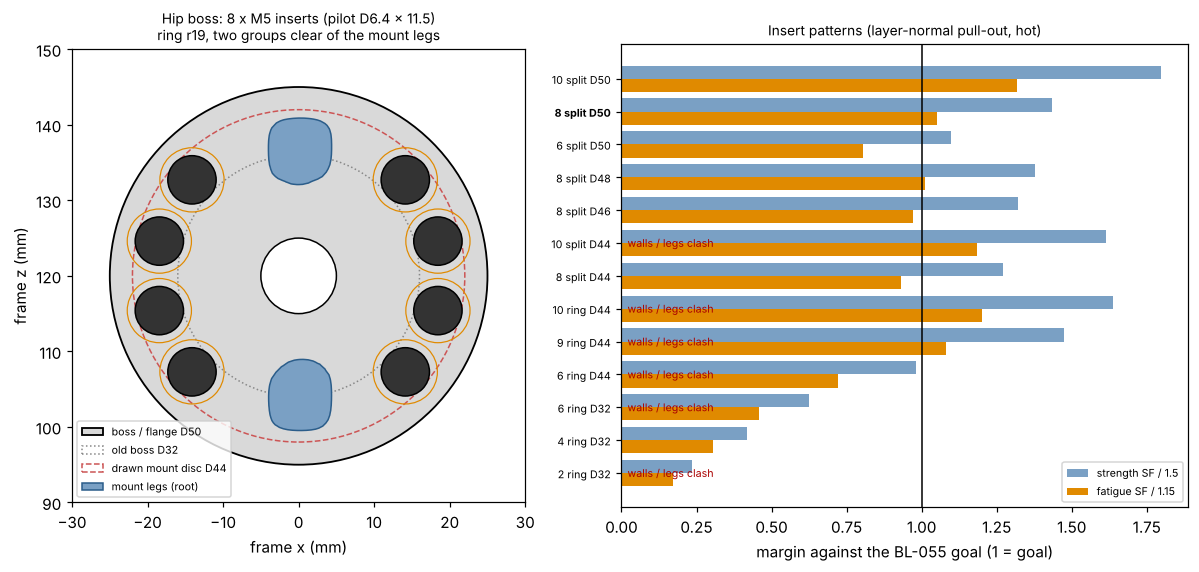 Hip boss: 8 x M5 inserts (pilot D6.4 × 11.5)
ring r19, two groups clear of the mount legs
150
140
130
120
110
100
90
frame z (mm)
−30
−20
−10
0
10
20
30
frame x (mm)
boss / flange D50
old boss D32
drawn mount disc D44
mount legs (root)
Insert patterns (layer-normal pull-out, hot)
10 split D50
8 split D50
6 split D50
8 split D48
8 split D46
10 split D44
walls / legs clash
8 split D44
10 ring D44
walls / legs clash
9 ring D44
walls / legs clash
6 ring D44
walls / legs clash
6 ring D32
walls / legs clash
4 ring D32
2 ring D32
walls / legs clash
0.00
0.25
0.50
0.75
1.00
1.25
1.50
1.75
margin against the BL-055 goal (1 = goal)
strength SF / 1.5
fatigue SF / 1.15